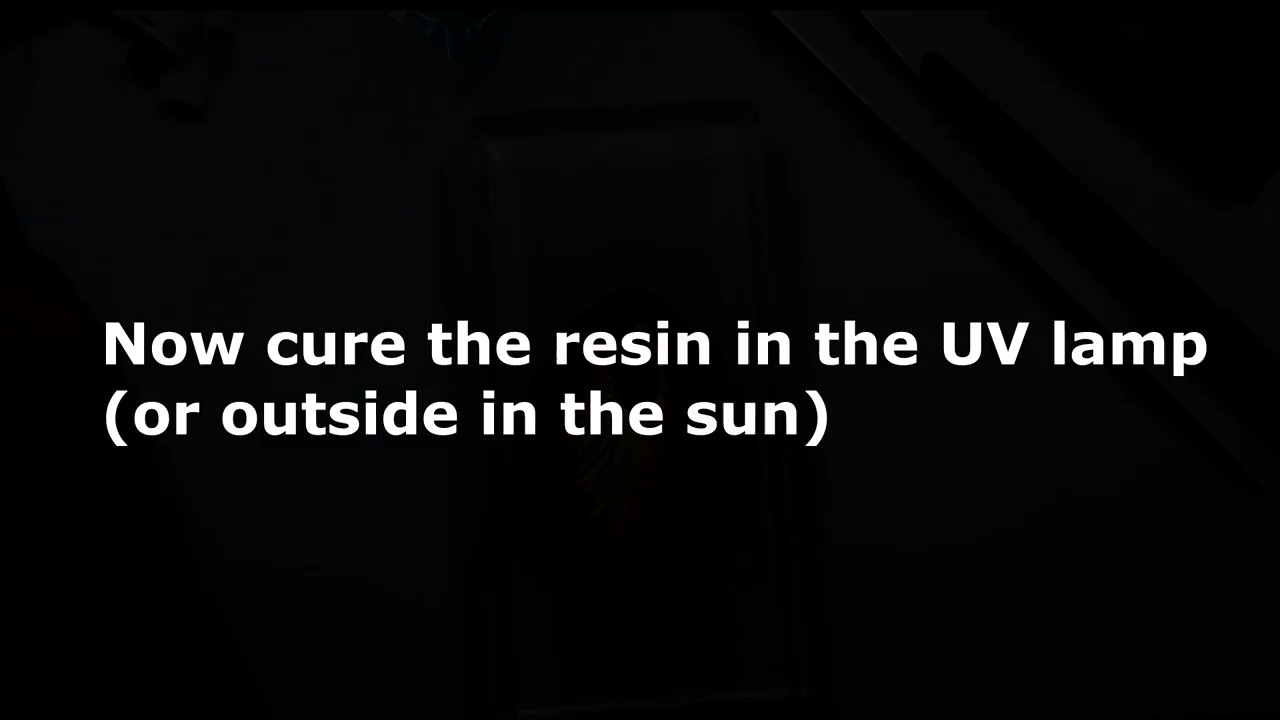 Now cure the resin in the UV lamp
(or outside in the sun)